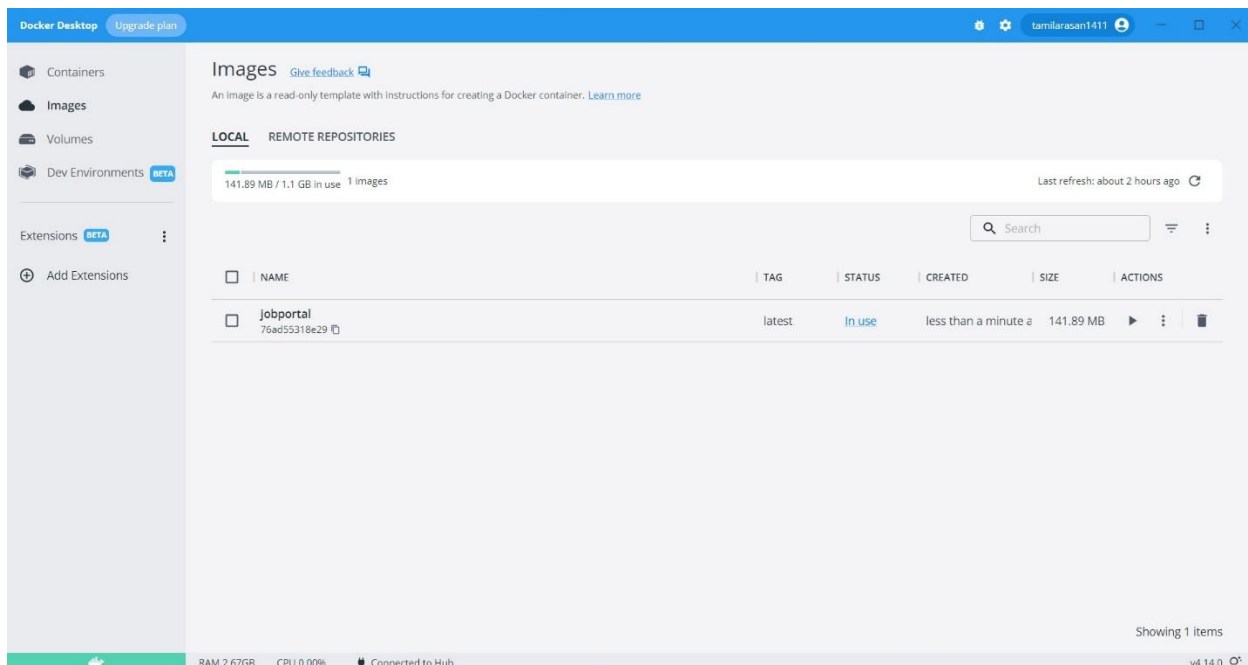 Docker Desktop Upgrade plan tamilarasan1411
Containers
Images
Volumes
Dev Environments BETA
Extensions BETA
Add Extensions
Images Give feedback
An image is a read-only template with instructions for creating a Docker container. Learn more
LOCAL REMOTE REPOSITORIES
141.89 MB / 1.1 GB in use 1 images Last refresh: about 2 hours ago
Search
NAME TAG STATUS CREATED SIZE ACTIONS
jobportal latest In use less than a minute a 141.89 MB
76ad55318e29
Showing 1 items
RAM 2.67GB CPU 0.00% Connected to Hub v4.14.0